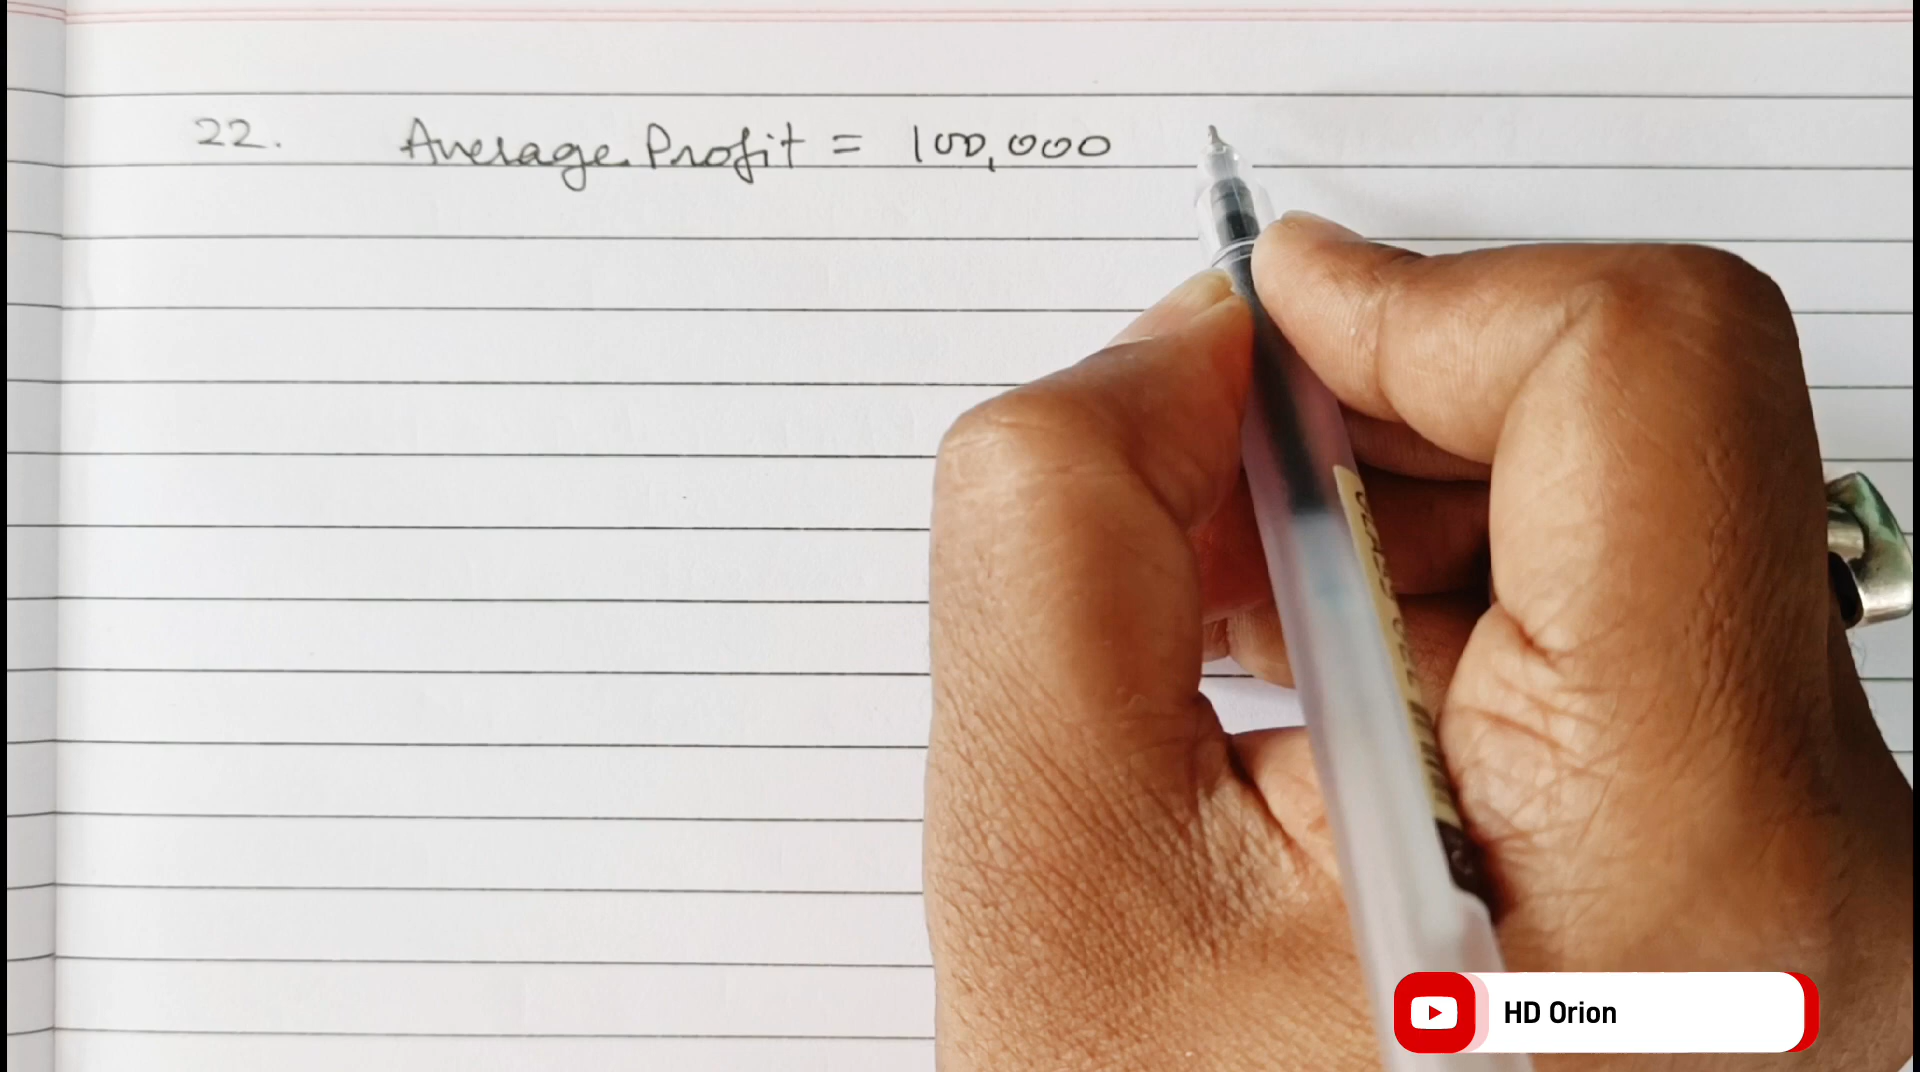 22. Average Profit = 100,000
HD Orion